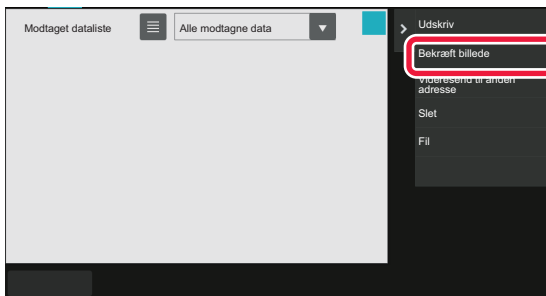 Modtaget dataliste
Alle modtagne data
Udskriv
Bekræft billede
Videresend til anden
adresse
Slet
Fil